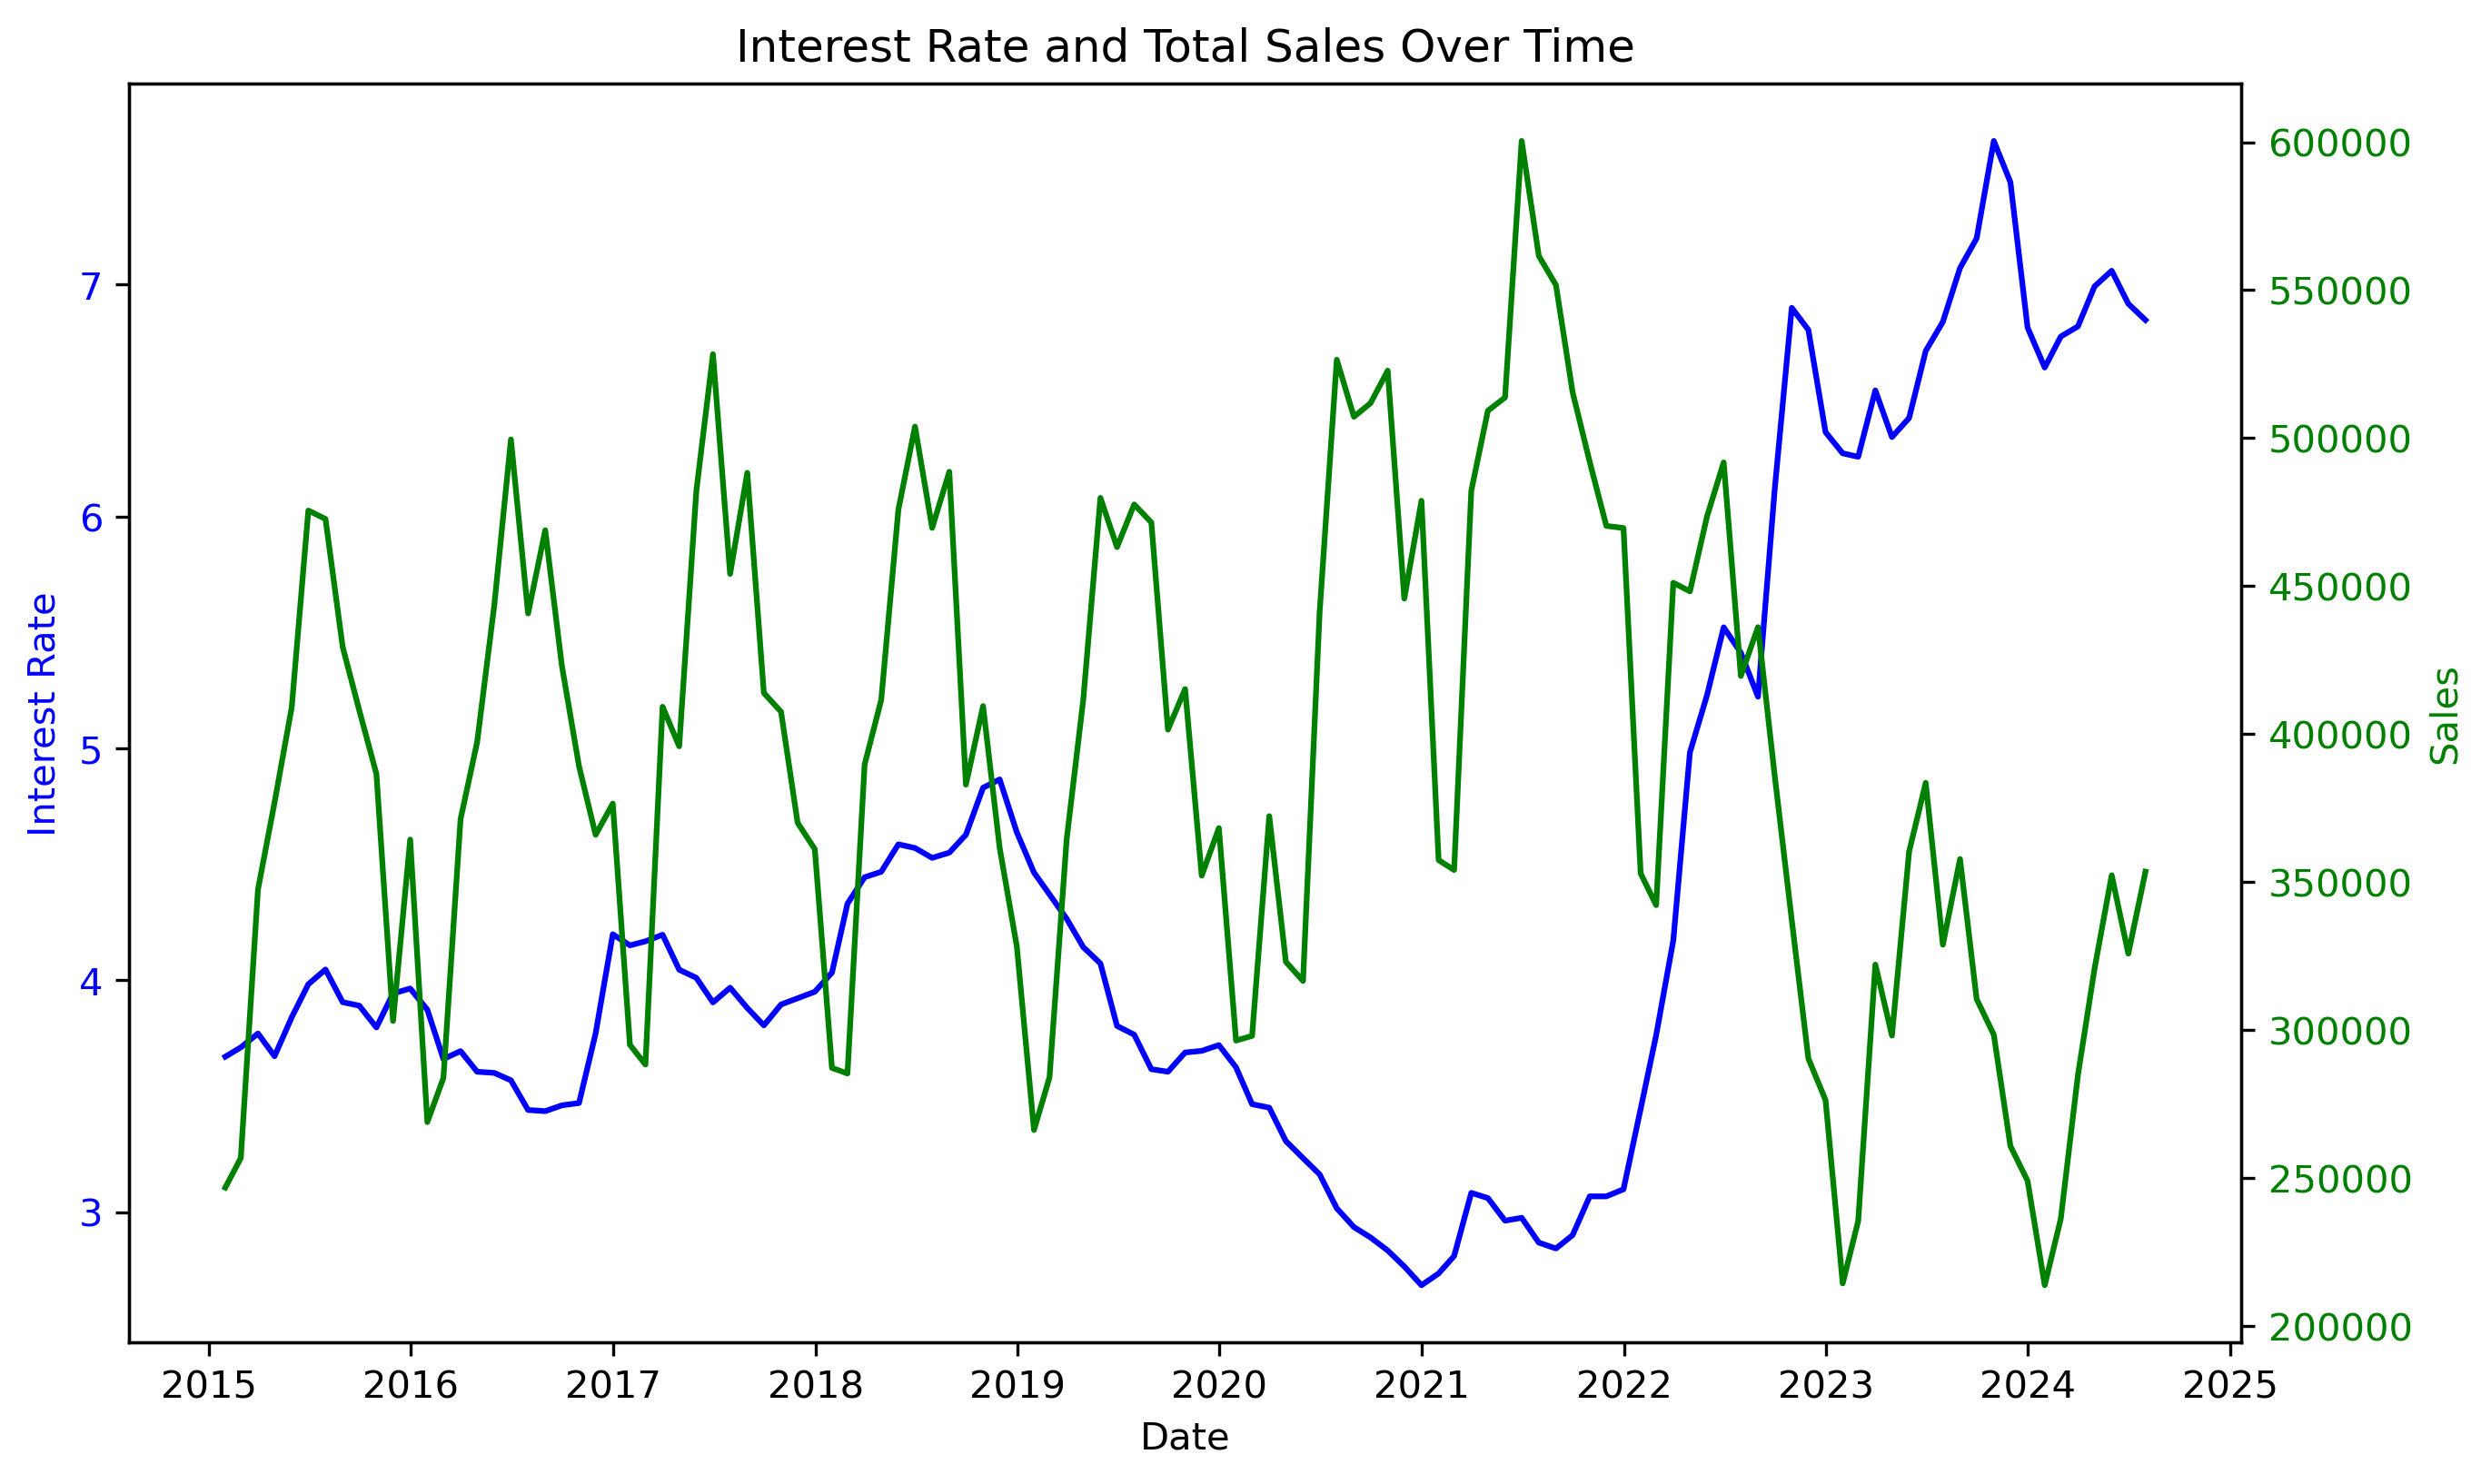 Interest Rate and Total Sales Over Time
Interest Rate
7
6
5
4
3
600000
550000
500000
450000
400000
350000
300000
250000
200000
Sales
2015 2016 2017 2018 2019 2020 2021 2022 2023 2024 2025
Date